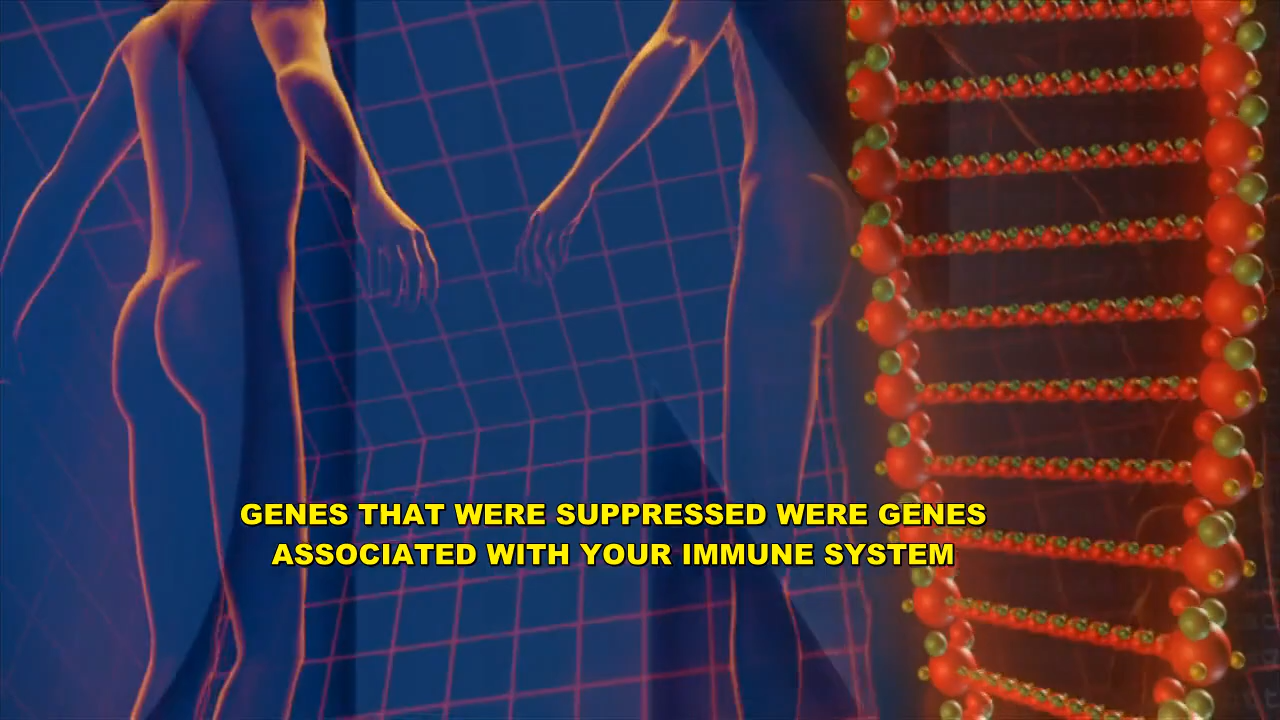 GENES THAT WERE SUPPRESSED WERE GENES
ASSOCIATED WITH YOUR IMMUNE SYSTEM